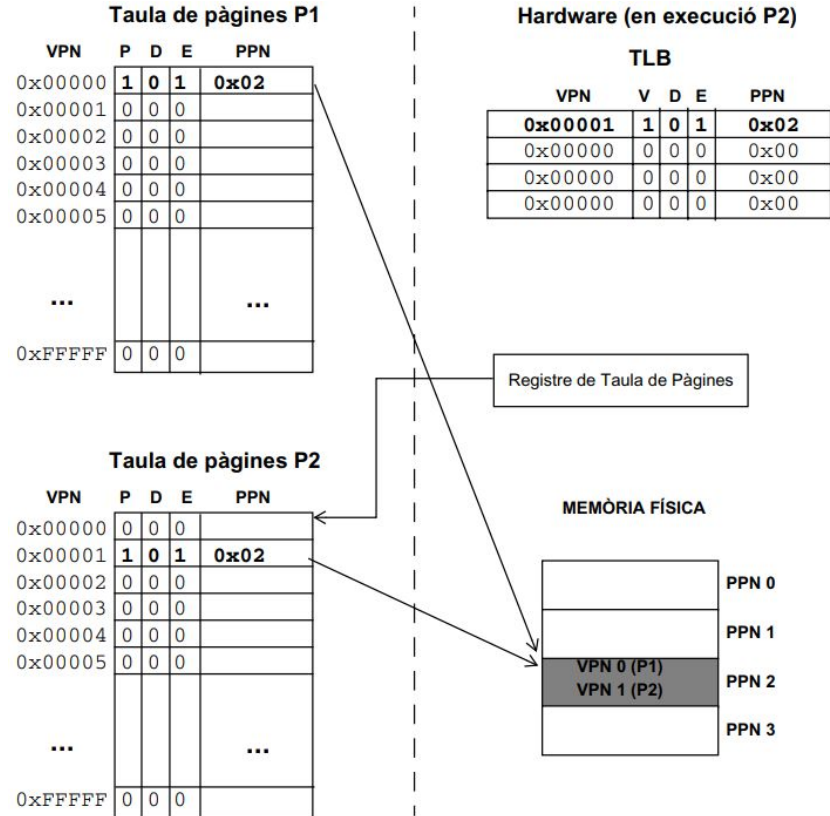 Taula de pàgines P1
VPN P D E PPN
0x00000 1 0 1 0x02
0x00001 0 0 0
0x00002 0 0 0
0x00003 0 0 0
0x00004 0 0 0
0x00005 0 0 0
... ...
0xFFFFF 0 0 0
Hardware (en execució P2)
TLB
VPN V D E PPN
0x00001 1 0 1 0x02
0x00000 0 0 0 0x00
0x00000 0 0 0 0x00
0x00000 0 0 0 0x00
Registre de Taula de Pàgines
Taula de pàgines P2
VPN P D E PPN
0x00000 0 0 0
0x00001 1 0 1 0x02
0x00002 0 0 0
0x00003 0 0 0
0x00004 0 0 0
0x00005 0 0 0
... ...
0xFFFFF 0 0 0
MEMÒRIA FÍSICA
PPN 0
PPN 1
VPN 0 (P1)
VPN 1 (P2)
PPN 2
PPN 3